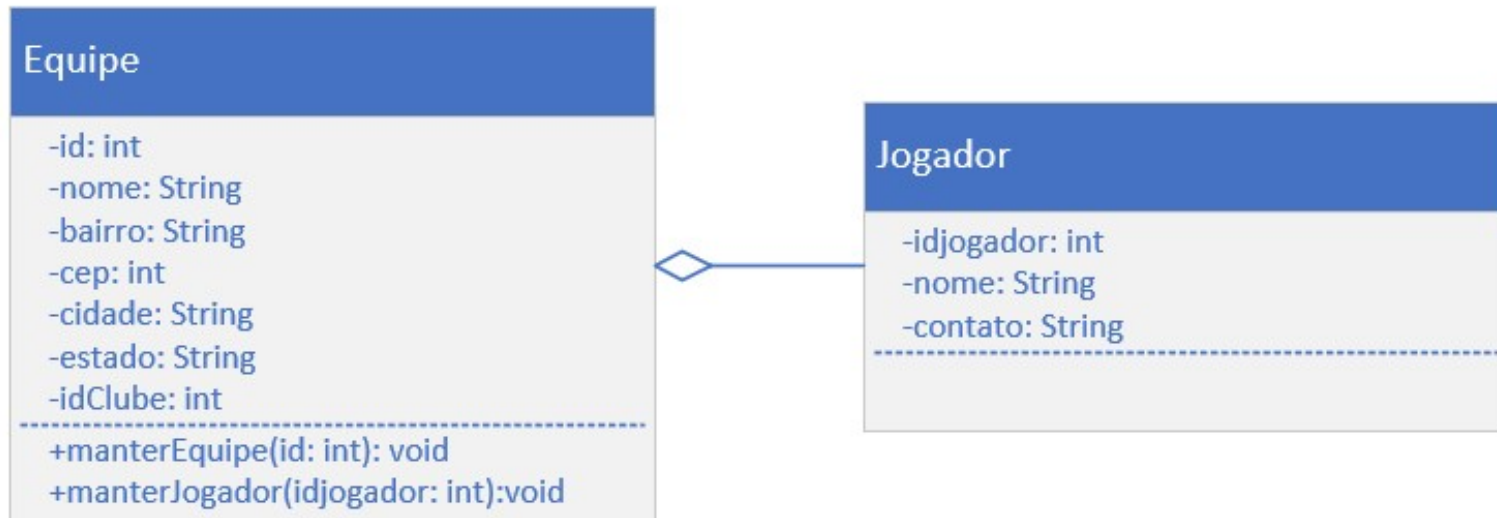 Equipe
-id: int
-nome: String
-bairro: String
-cep: int
-cidade: String
-estado: String
-idClube: int
+manterEquipe(id: int): void
+manterJogador(idjogador: int):void
Jogador
-idjogador: int
-nome: String
-contato: String